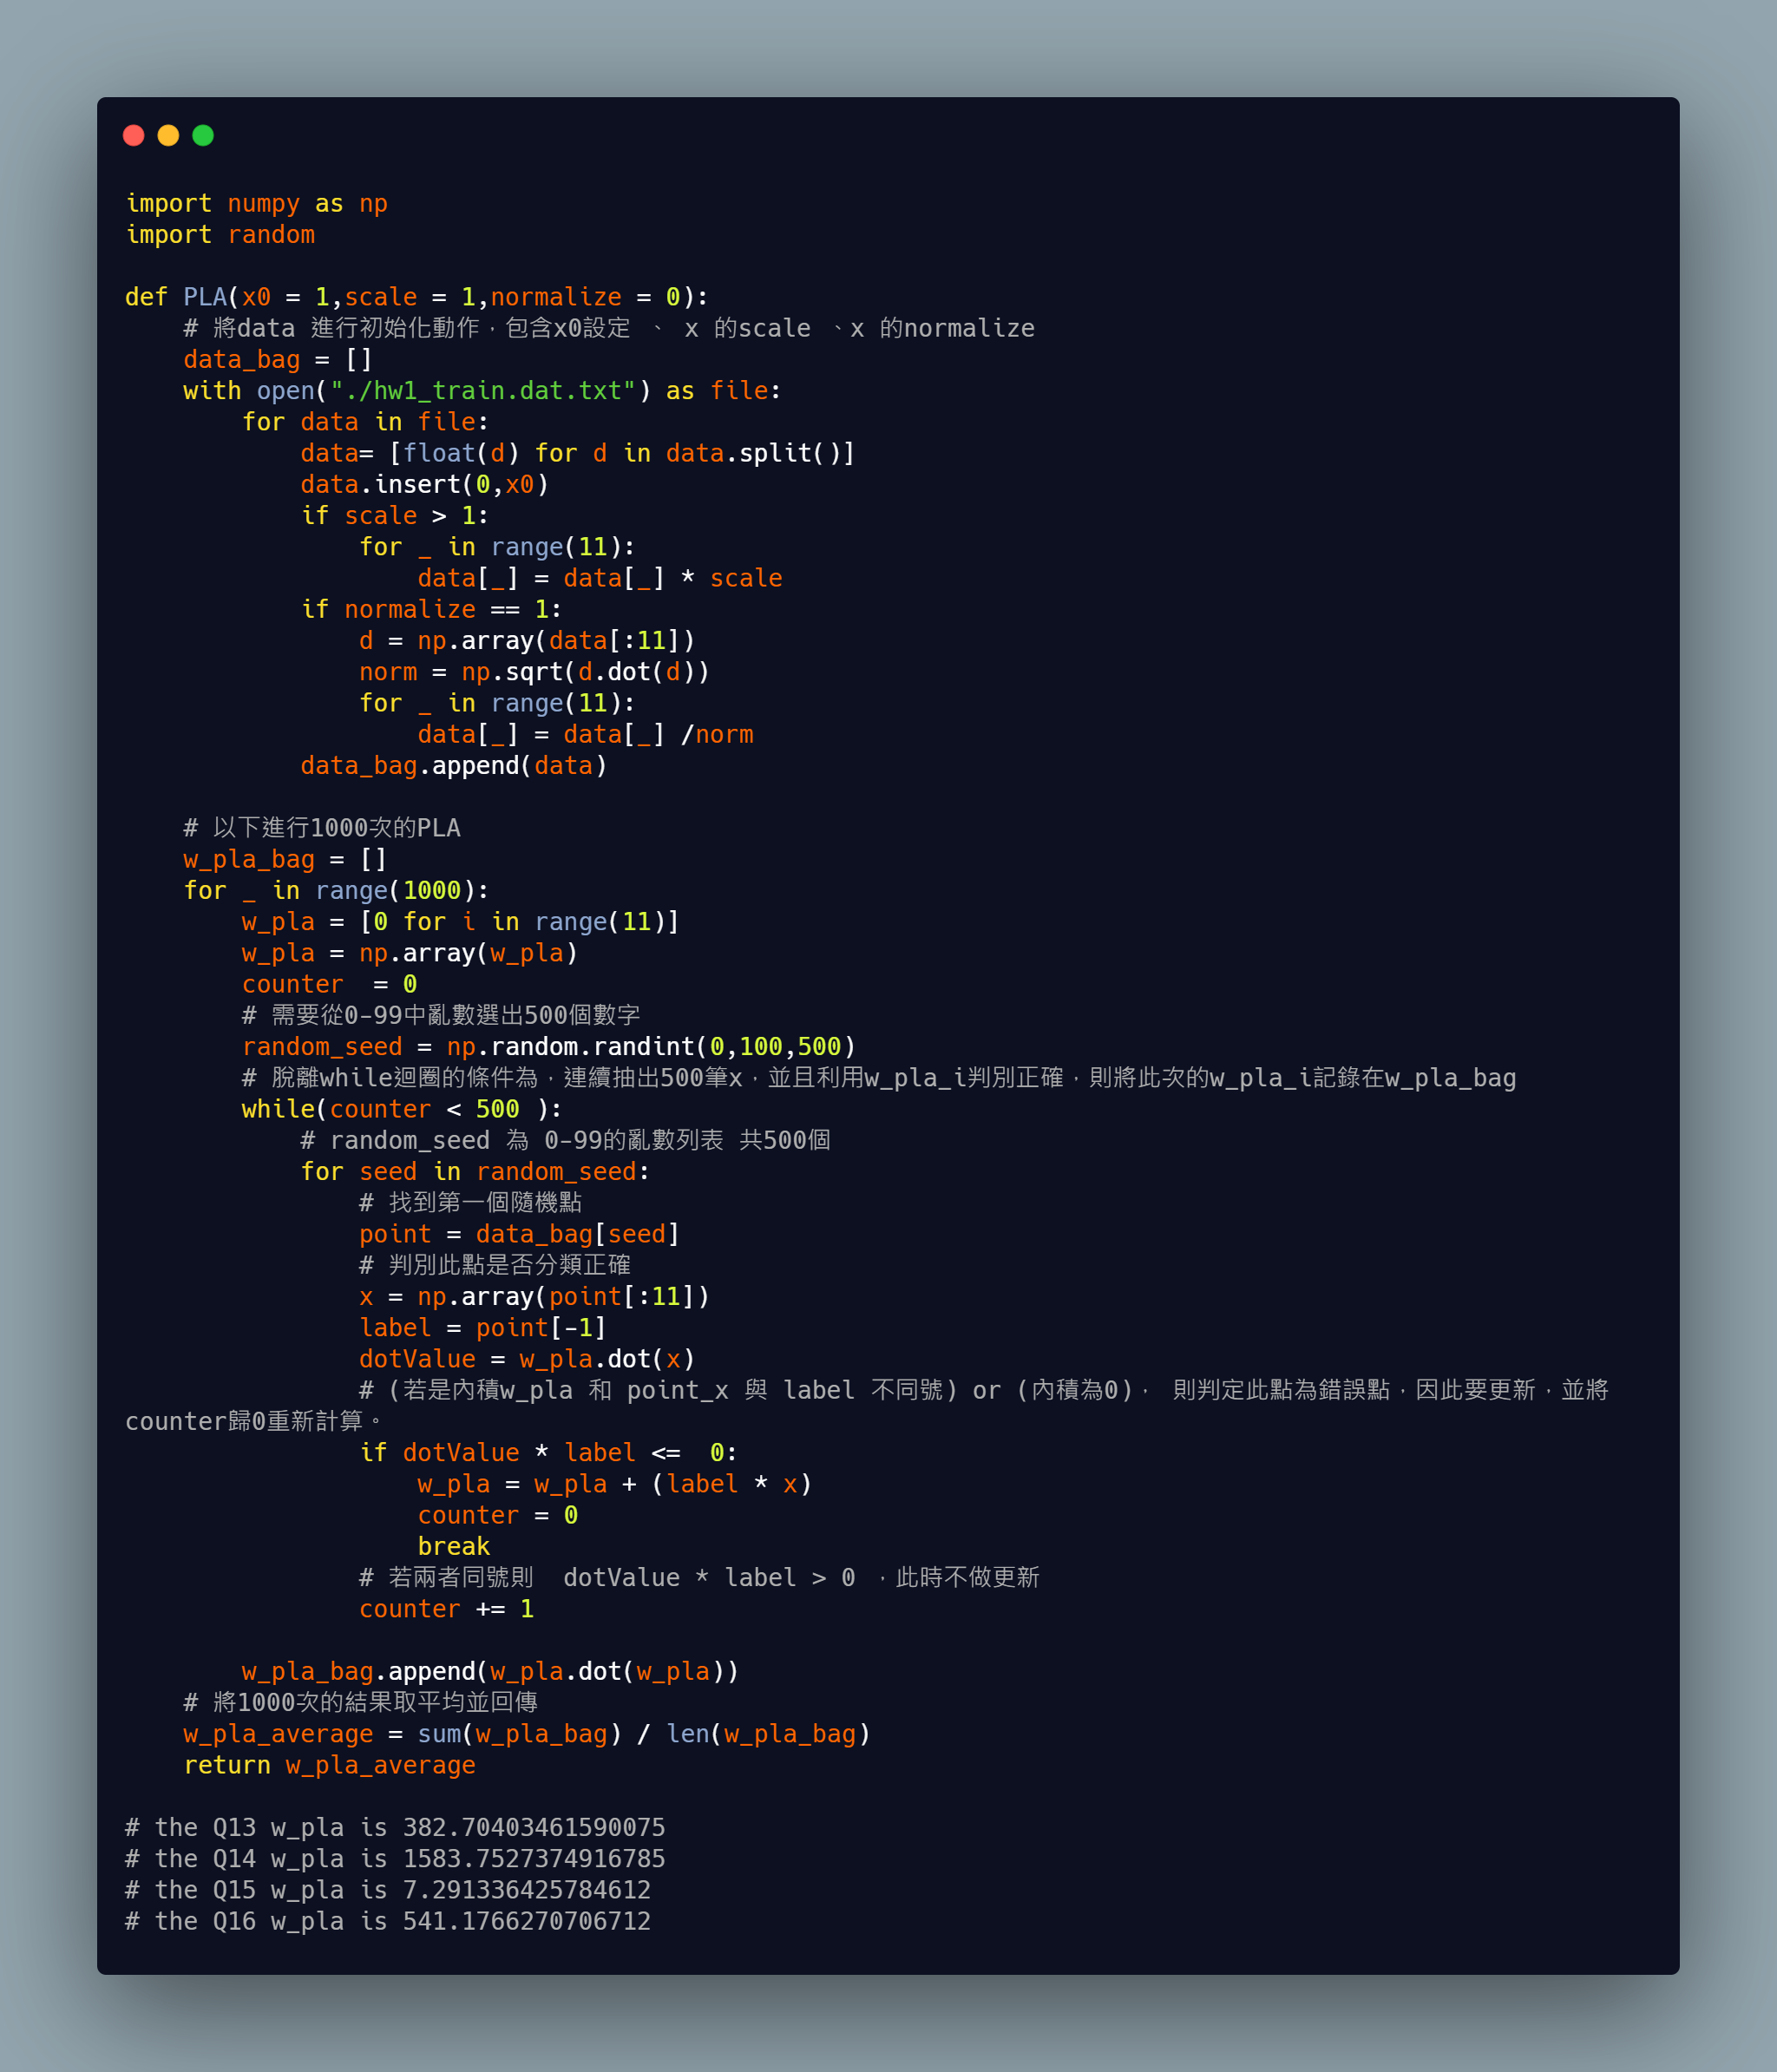 import numpy as np
import random

def PLA(x0 = 1,scale = 1,normalize = 0):
    # 將data 進行初始化動作，包含x0設定 、 x 的scale 、x 的normalize
    data_bag = []
    with open("./hw1_train.dat.txt") as file:
        for data in file:
            data= [float(d) for d in data.split()]
            data.insert(0,x0)
            if scale > 1:
                for _ in range(11):
                    data[_] = data[_] * scale
            if normalize == 1:
                d = np.array(data[:11])
                norm = np.sqrt(d.dot(d))
                for _ in range(11):
                    data[_] = data[_] /norm
            data_bag.append(data)

    # 以下進行1000次的PLA
    w_pla_bag = []
    for _ in range(1000):
        w_pla = [0 for i in range(11)]
        w_pla = np.array(w_pla)
        counter  = 0
        # 需要從0-99中亂數選出500個數字
        random_seed = np.random.randint(0,100,500)
        # 脫離while迴圈的條件為，連續抽出500筆x，並且利用w_pla_i判別正確，則將此次的w_pla_i記錄在w_pla_bag
        while(counter < 500 ):
            # random_seed 為 0-99的亂數列表 共500個
            for seed in random_seed:
                # 找到第一個隨機點
                point = data_bag[seed]
                # 判別此點是否分類正確
                x = np.array(point[:11])
                label = point[-1]
                dotValue = w_pla.dot(x)
                # (若是內積w_pla 和 point_x 與 label 不同號) or (內積為0)， 則判定此點為錯誤點，因此要更新，並將
counter歸0重新計算。
                if dotValue * label <=  0:
                    w_pla = w_pla + (label * x)
                    counter = 0
                    break
                # 若兩者同號則  dotValue * label > 0 ，此時不做更新
                counter += 1

        w_pla_bag.append(w_pla.dot(w_pla))
    # 將1000次的結果取平均並回傳
    w_pla_average = sum(w_pla_bag) / len(w_pla_bag)
    return w_pla_average

# the Q13 w_pla is 382.70403461590075
# the Q14 w_pla is 1583.7527374916785
# the Q15 w_pla is 7.291336425784612
# the Q16 w_pla is 541.1766270706712